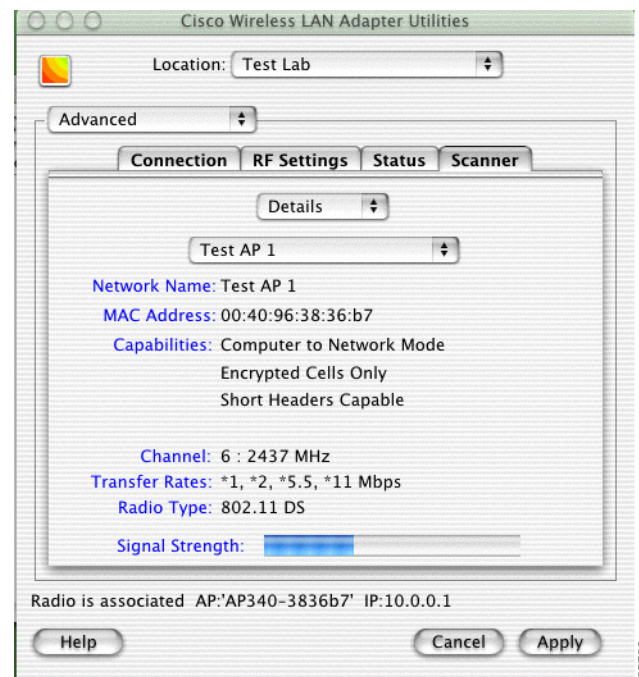 Cisco Wireless LAN Adapter Utilities
Location: Test Lab
Advanced
Connection RF Settings Status Scanner
Details
Test AP 1
Network Name: Test AP 1
MAC Address: 00:40:96:38:36:b7
Capabilities: Computer to Network Mode
Encrypted Cells Only
Short Headers Capable
Channel: 6 : 2437 MHz
Transfer Rates: *1, *2, *5.5, *11 Mbps
Radio Type: 802.11 DS
Signal Strength:
Radio is associated AP:'AP340-3836b7' IP:10.0.0.1
Help Cancel Apply